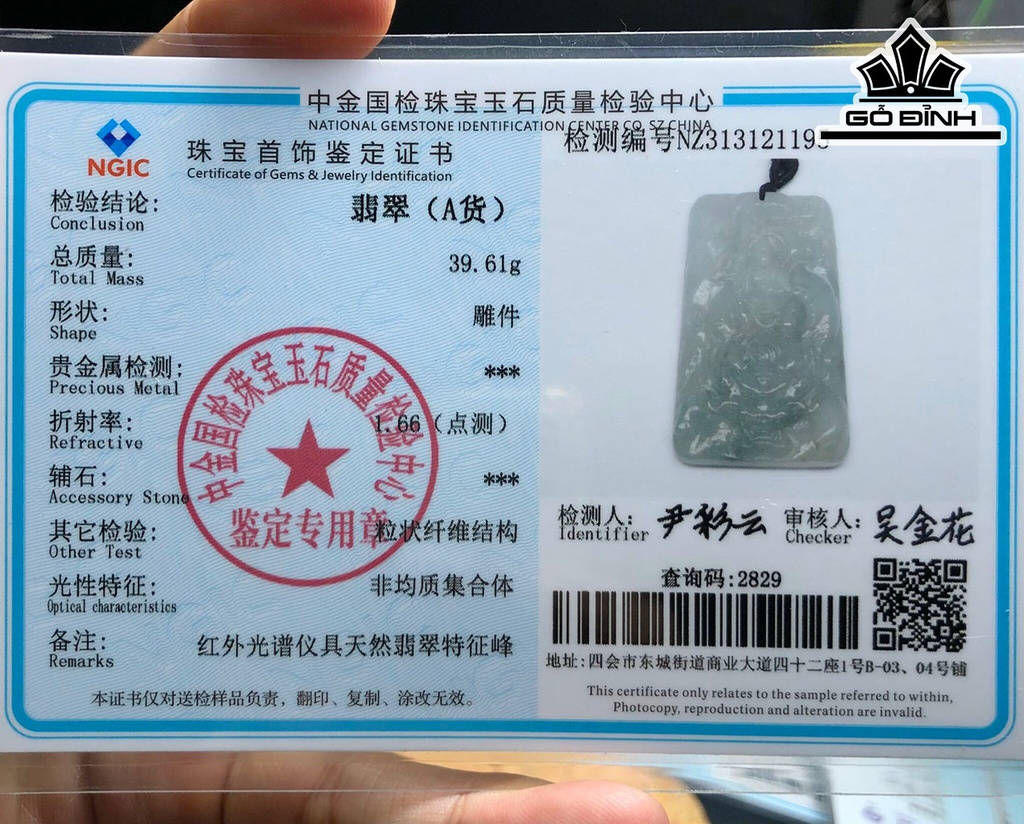 GỖ ĐỈNH
中金国检珠宝玉石质量检验中心
NATIONAL GEMSTONE IDENTIFICATION CENTER CO. SZ CHINA
NGIC
珠宝首饰鉴定证书
Certificate of Gems & Jewelry Identification
检测编号NZ313121193
检验结论: 翡翠（A货）
Conclusion
总质量: 39.61g
Total Mass
形状: 雕件
Shape
贵金属检测: ***
Precious Metal
折射率: 1.66（点测）
Refractive
辅石: ***
Accessory Stone
其它检验: 粒状纤维结构
Other Test
光性特征: 非均质集合体
Optical characteristics
备注: 红外光谱仪具天然翡翠特征峰
Remarks
本证书仅对送检样品负责，翻印、复制、涂改无效。
中金国检珠宝玉石质量检验中心
鉴定专用章
检测人: 尹彩云 审核人: 吴金花
Identifier Checker
查询码:2829
地址:四会市东城街道商业大道四十二座1号B-03、04号铺
This certificate only relates to the sample referred to within,
Photocopy, reproduction and alteration are invalid.